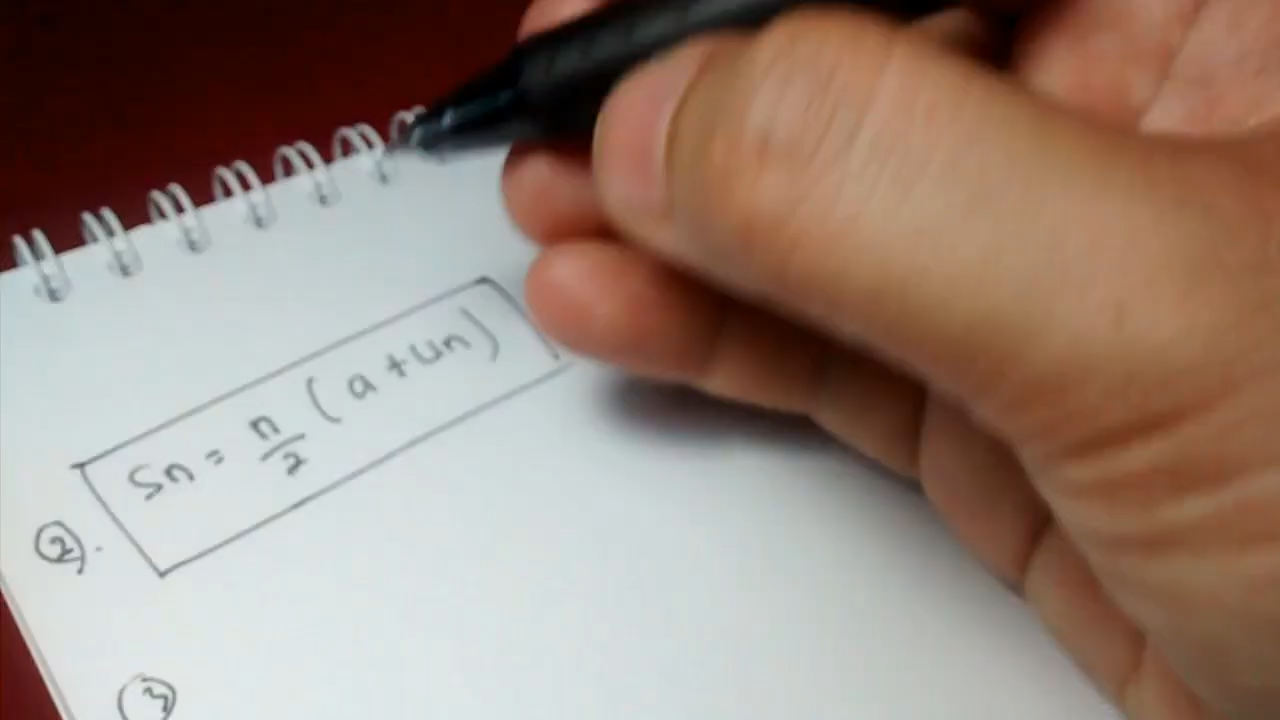 Sn = n/2 (a + Un)
②.
③